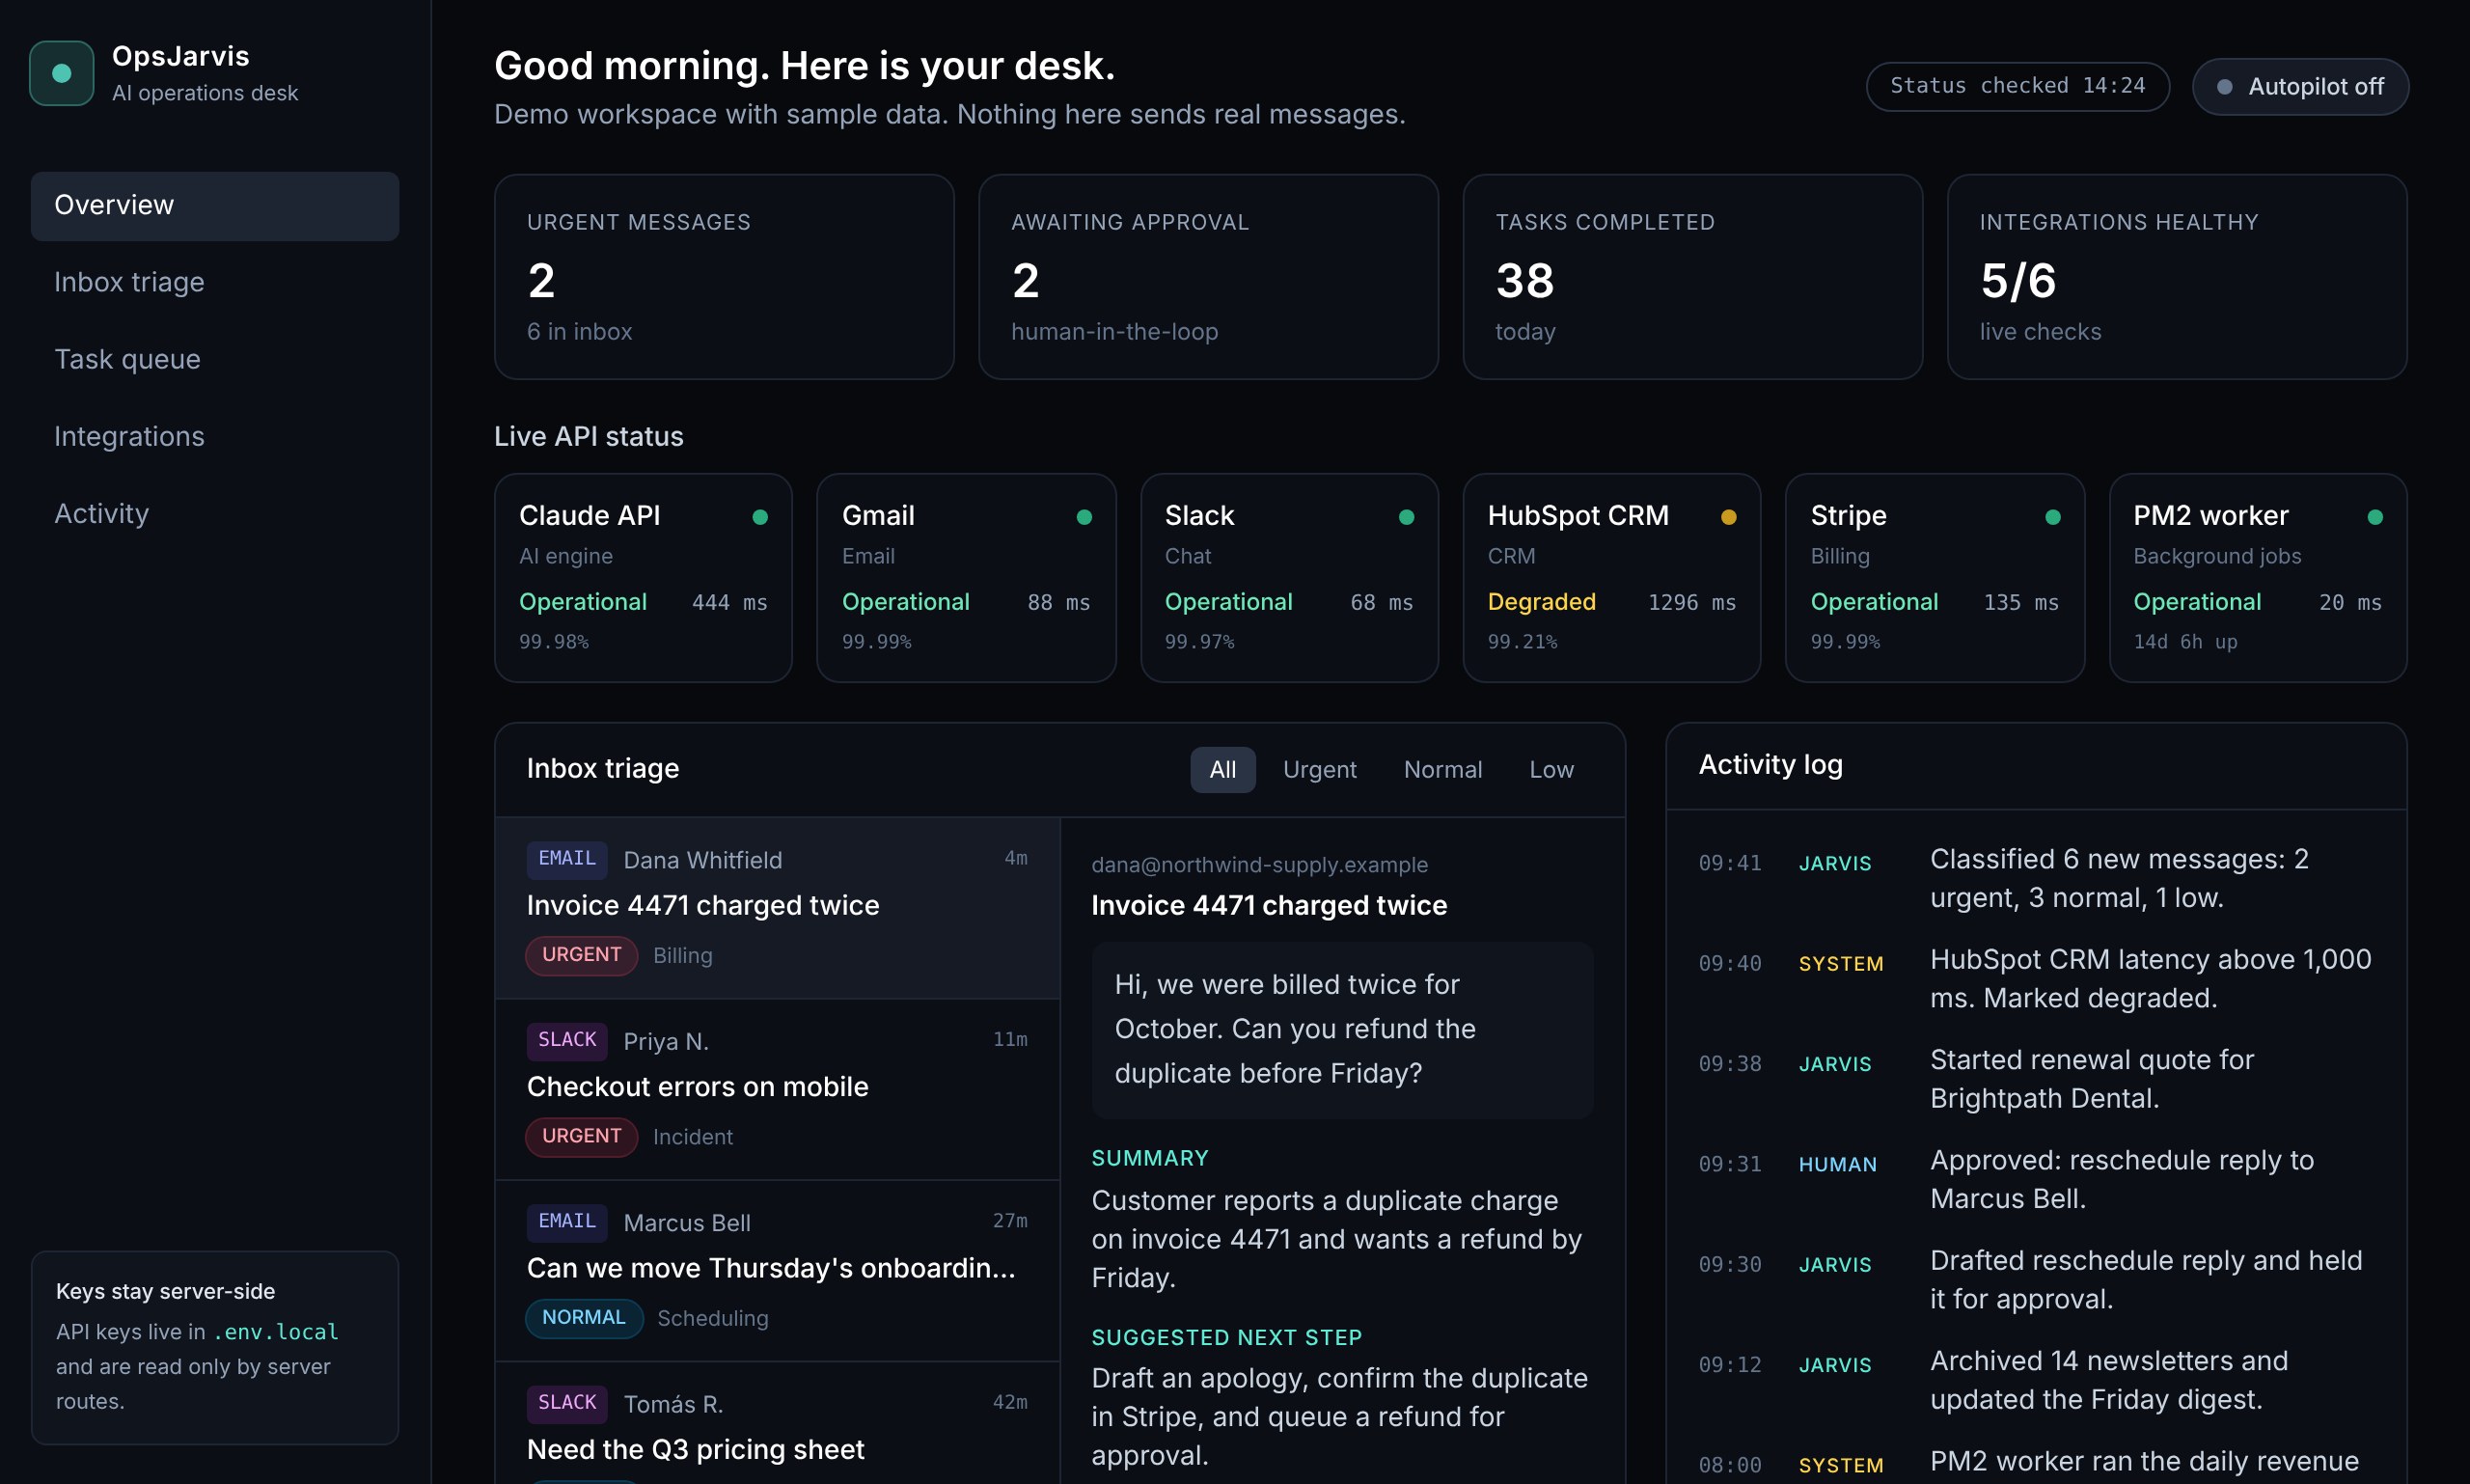 OpsJarvis
AI operations desk
Overview
Inbox triage
Task queue
Integrations
Activity
Keys stay server-side
API keys live in .env.local
and are read only by server
routes.
Good morning. Here is your desk.
Demo workspace with sample data. Nothing here sends real messages.
Status checked 14:24
Autopilot off
URGENT MESSAGES
2
6 in inbox
AWAITING APPROVAL
2
human-in-the-loop
TASKS COMPLETED
38
today
INTEGRATIONS HEALTHY
5/6
live checks
Live API status
Claude API
AI engine
Operational 444 ms
99.98%
Gmail
Email
Operational 88 ms
99.99%
Slack
Chat
Operational 68 ms
99.97%
HubSpot CRM
CRM
Degraded 1296 ms
99.21%
Stripe
Billing
Operational 135 ms
99.99%
PM2 worker
Background jobs
Operational 20 ms
14d 6h up
Inbox triage
All Urgent Normal Low
EMAIL Dana Whitfield 4m
Invoice 4471 charged twice
URGENT Billing
SLACK Priya N. 11m
Checkout errors on mobile
URGENT Incident
EMAIL Marcus Bell 27m
Can we move Thursday's onboardin...
NORMAL Scheduling
SLACK Tomás R. 42m
Need the Q3 pricing sheet
dana@northwind-supply.example
Invoice 4471 charged twice
Hi, we were billed twice for
October. Can you refund the
duplicate before Friday?
SUMMARY
Customer reports a duplicate charge
on invoice 4471 and wants a refund by
Friday.
SUGGESTED NEXT STEP
Draft an apology, confirm the duplicate
in Stripe, and queue a refund for
approval.
Activity log
09:41 JARVIS Classified 6 new messages: 2
urgent, 3 normal, 1 low.
09:40 SYSTEM HubSpot CRM latency above 1,000
ms. Marked degraded.
09:38 JARVIS Started renewal quote for
Brightpath Dental.
09:31 HUMAN Approved: reschedule reply to
Marcus Bell.
09:30 JARVIS Drafted reschedule reply and held
it for approval.
09:12 JARVIS Archived 14 newsletters and
updated the Friday digest.
08:00 SYSTEM PM2 worker ran the daily revenue